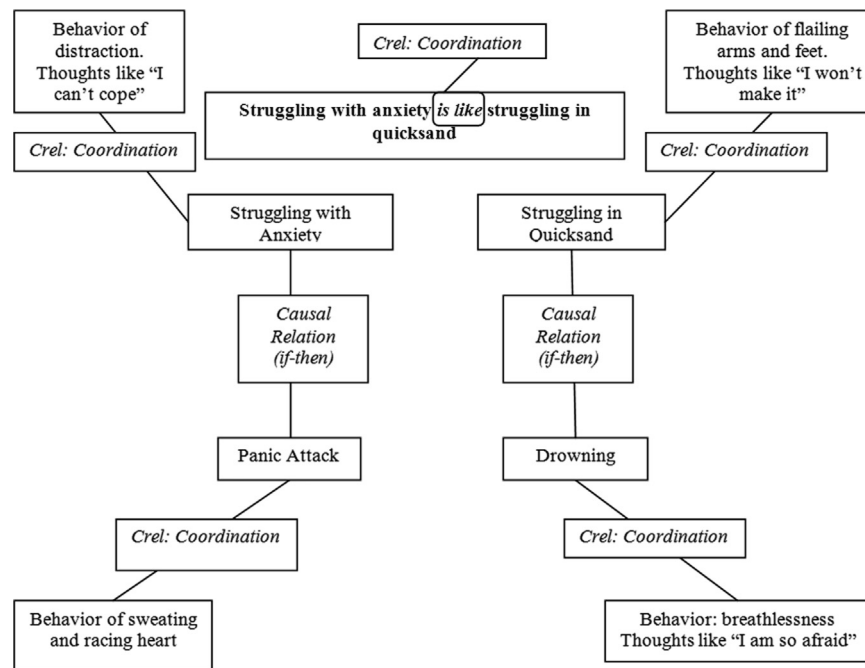 Behavior of
distraction.
Thoughts like “I
can’t cope”
Crel: Coordination
Behavior of flailing
arms and feet.
Thoughts like “I won’t
make it”
Struggling with anxiety is like struggling in
quicksand
Crel: Coordination
Crel: Coordination
Struggling with
Anxiety
Struggling in
Quicksand
Causal
Relation
(if-then)
Causal
Relation
(if-then)
Panic Attack
Drowning
Crel: Coordination
Crel: Coordination
Behavior of sweating
and racing heart
Behavior: breathlessness
Thoughts like “I am so afraid”